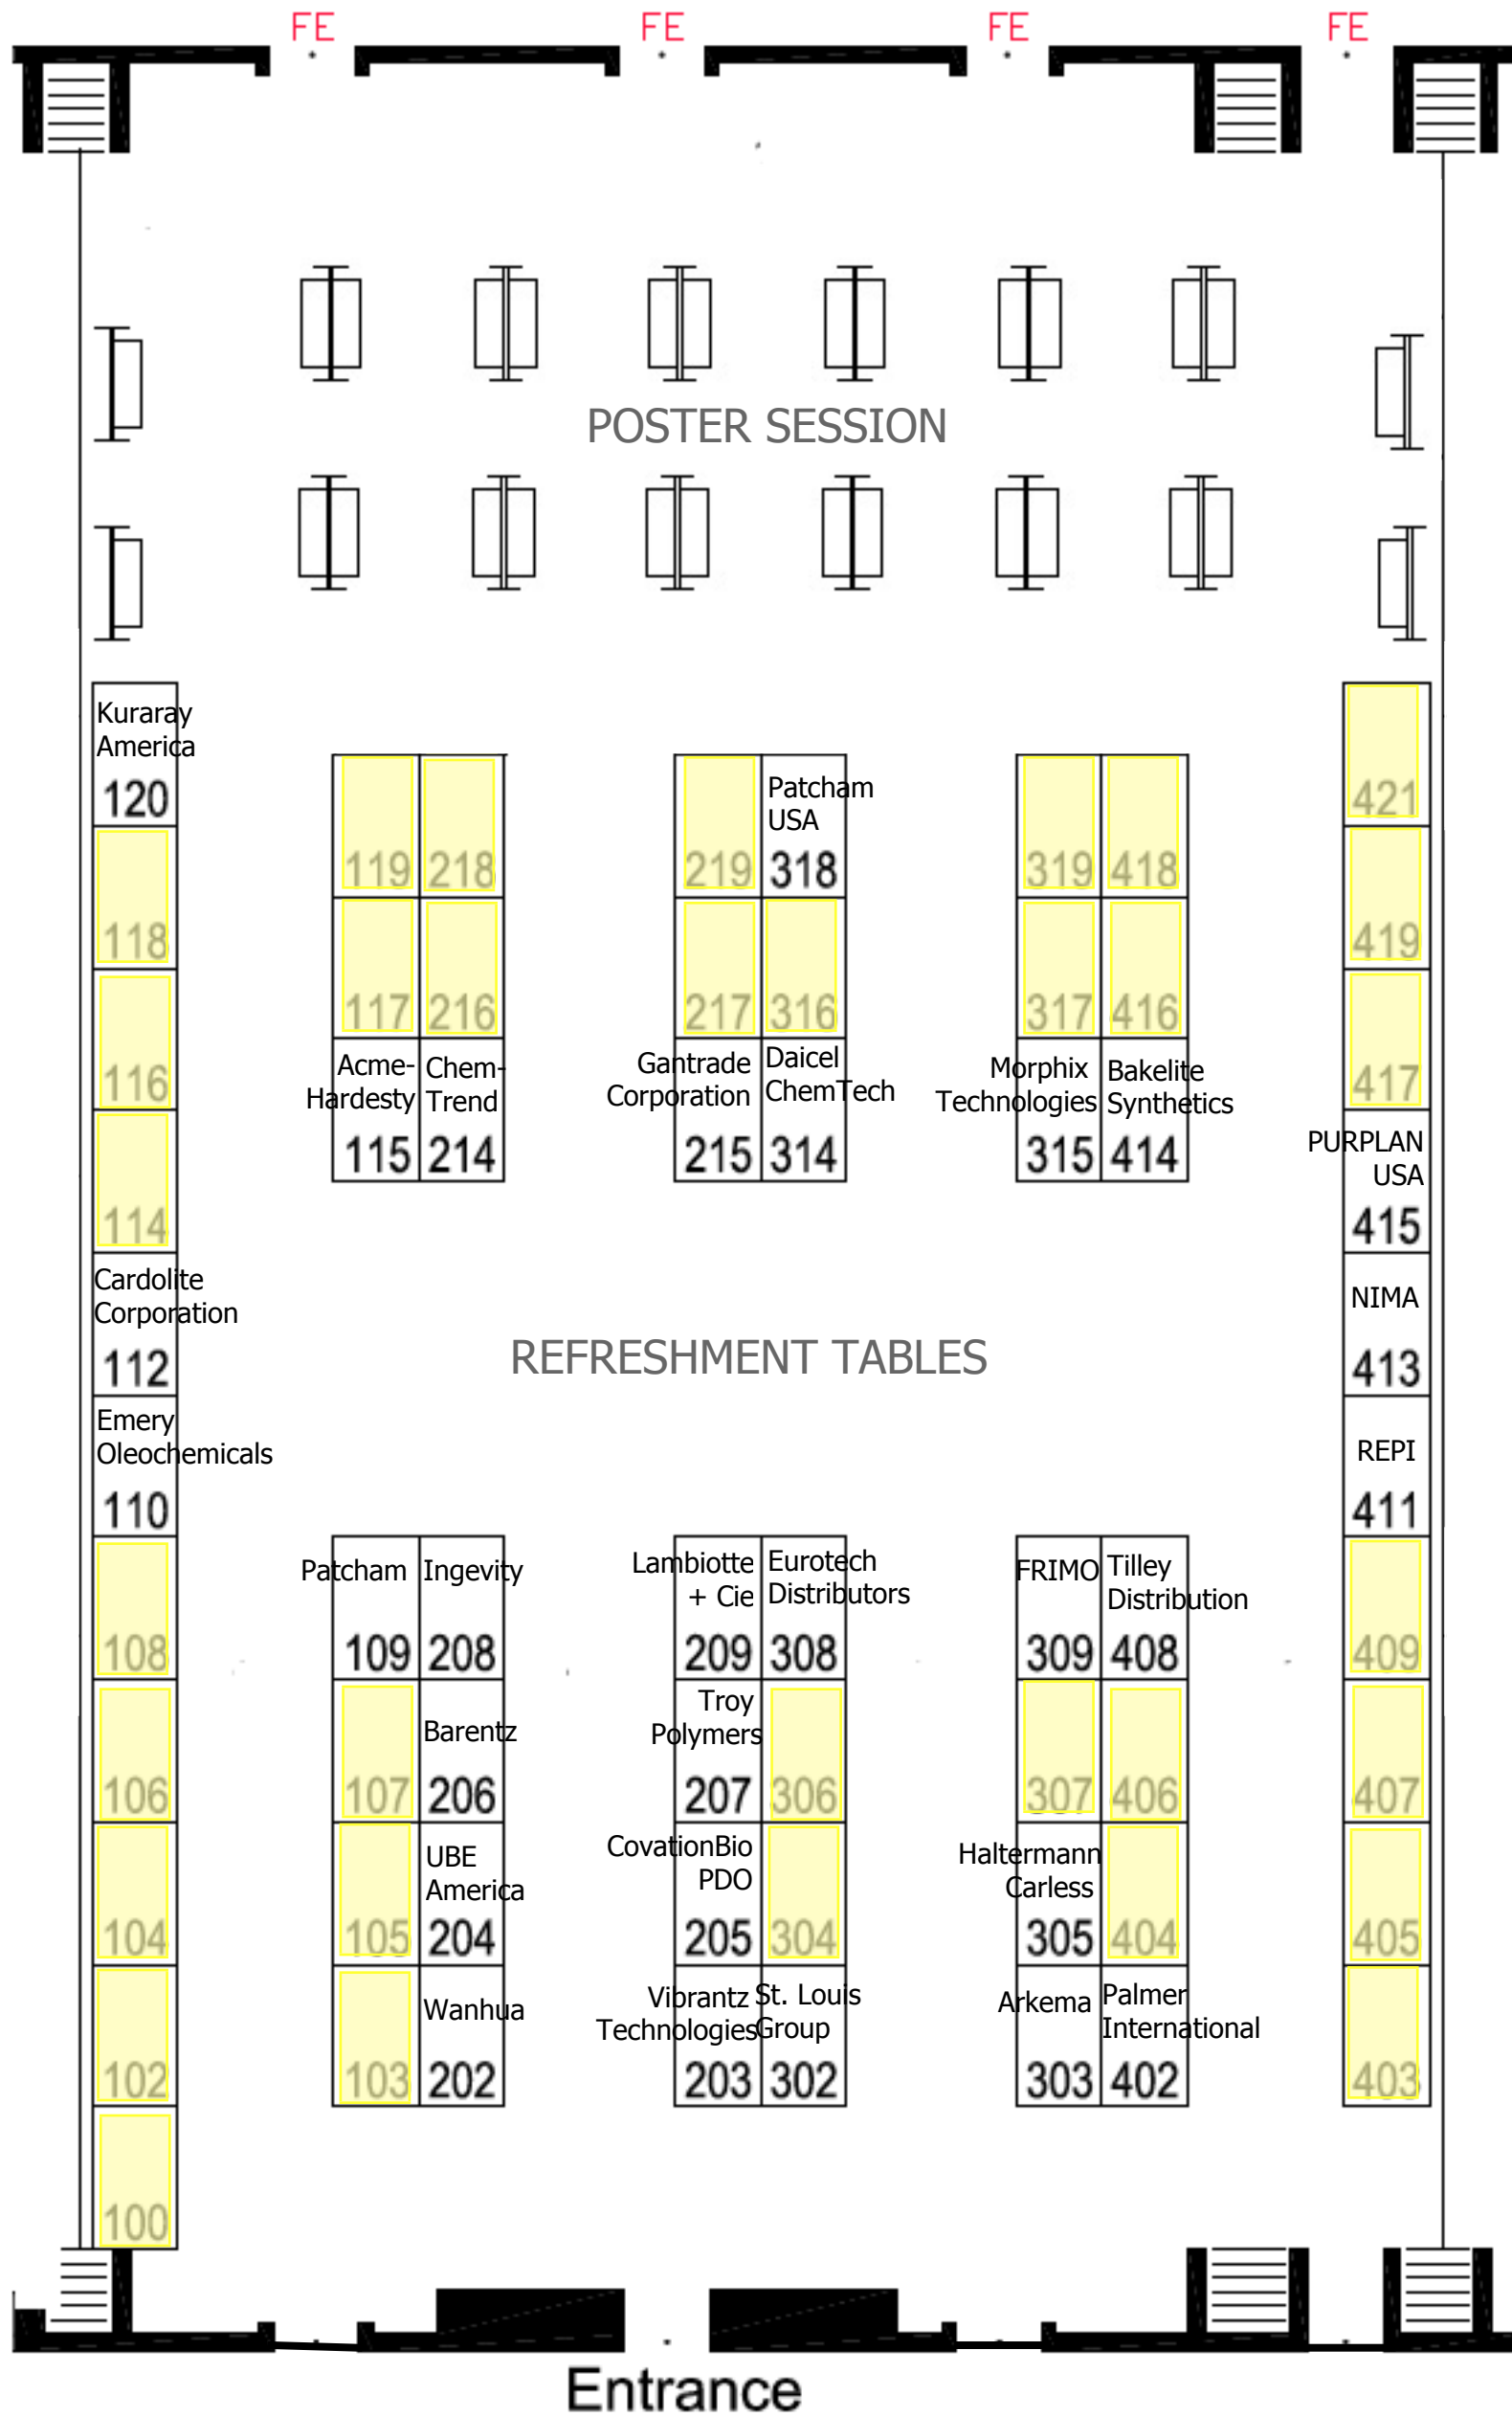 FE
FE
FE
FE
POSTER SESSION
Kuraray
America
120
118
116
114
Cardolite
Corporation
112
Emery
Oleochemicals
110
108
106
104
102
100
119
218
117
216
Acme-
Hardesty
115
Chem-
Trend
214
219
Patcham
USA
318
217
316
Gantrade
Corporation
215
Daicel
ChemTech
314
319
418
317
416
Morphix
Technologies
315
Bakelite
Synthetics
414
421
419
417
PURPLAN
USA
415
NIMA
413
REPI
411
409
407
405
403
REFRESHMENT TABLES
Patcham
109
Ingevity
208
107
Barentz
206
105
UBE
America
204
103
Wanhua
202
Lambiotte
+ Cie
209
Eurotech
Distributors
308
Troy
Polymers
207
306
CovationBio
PDO
205
304
Vibrantz
Technologies
203
St. Louis
Group
302
FRIMO
309
Tilley
Distribution
408
307
406
Haltermann
Carless
305
404
Arkema
303
Palmer
International
402
Entrance